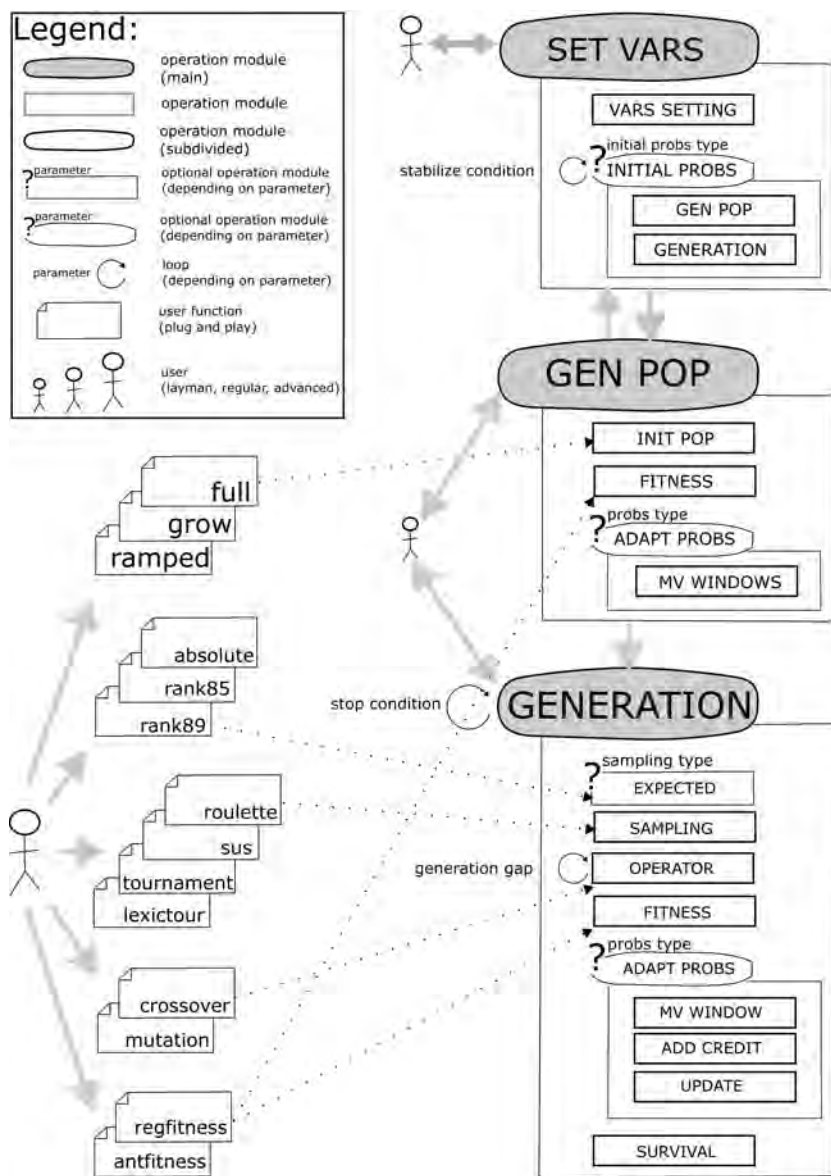 Legend:
operation module
(main)
operation module
operation module
(subdivided)
?parameter
optional operation module
(depending on parameter)
?parameter
optional operation module
(depending on parameter)
parameter
loop
(depending on parameter)
user function
(plug and play)
user
(layman, regular, advanced)
SET VARS
VARS SETTING
?initial probs type
stabilize condition
INITIAL PROBS
GEN POP
GENERATION
GEN POP
INIT POP
FITNESS
?probs type
ADAPT PROBS
MV WINDOWS
full
grow
ramped
absolute
rank85
rank89
roulette
sus
tournament
lexictour
crossover
mutation
regfitness
antfitness
stop condition
GENERATION
?sampling type
EXPECTED
SAMPLING
generation gap
OPERATOR
FITNESS
?probs type
ADAPT PROBS
MV WINDOW
ADD CREDIT
UPDATE
SURVIVAL